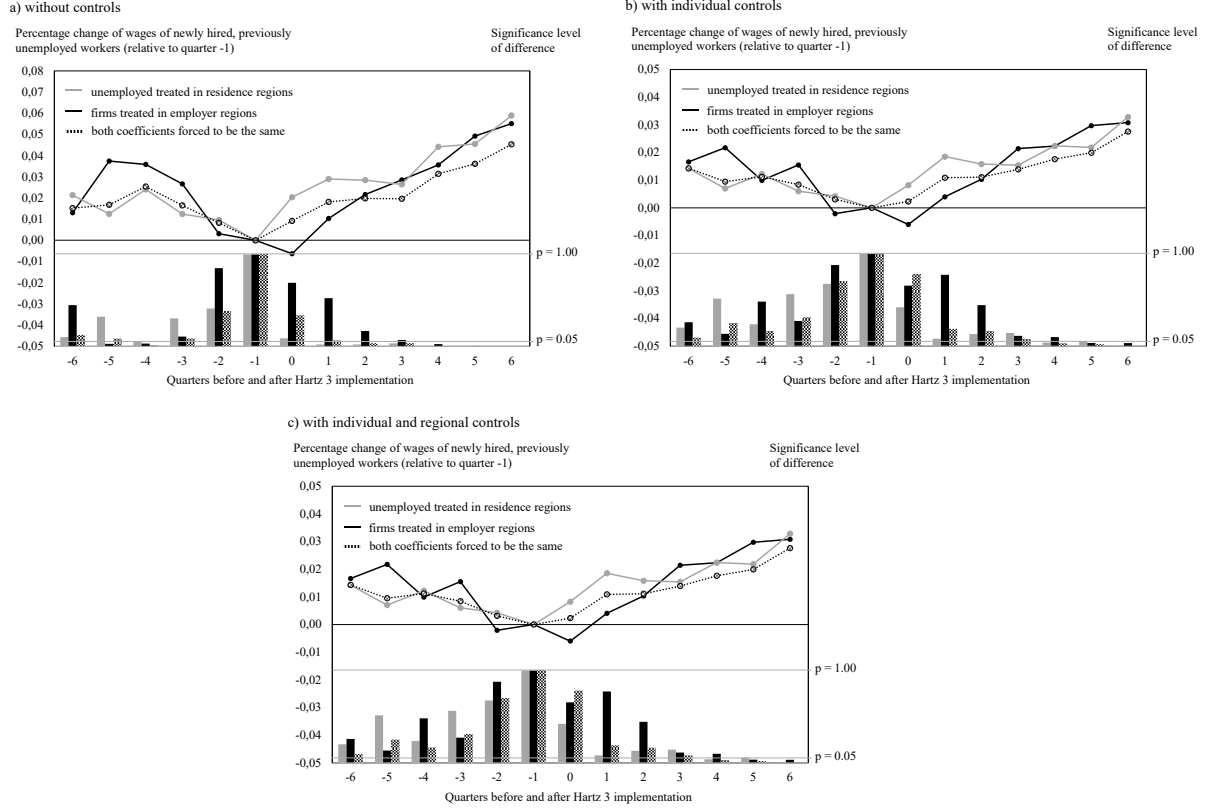 a) without controls
Percentage change of wages of newly hired, previously
unemployed workers (relative to quarter -1)
Significance level
of difference
0,08
0,07
0,06
0,05
0,04
0,03
0,02
0,01
0,00
-0,01
-0,02
-0,03
-0,04
-0,05
unemployed treated in residence regions
firms treated in employer regions
both coefficients forced to be the same
p = 1.00
p = 0.05
-6 -5 -4 -3 -2 -1 0 1 2 3 4 5 6
Quarters before and after Hartz 3 implementation
b) with individual controls
Percentage change of wages of newly hired, previously
unemployed workers (relative to quarter -1)
Significance level
of difference
0,05
0,04
0,03
0,02
0,01
0,00
-0,01
-0,02
-0,03
-0,04
-0,05
unemployed treated in residence regions
firms treated in employer regions
both coefficients forced to be the same
p = 1.00
p = 0.05
-6 -5 -4 -3 -2 -1 0 1 2 3 4 5 6
Quarters before and after Hartz 3 implementation
c) with individual and regional controls
Percentage change of wages of newly hired, previously
unemployed workers (relative to quarter -1)
Significance level
of difference
0,05
0,04
0,03
0,02
0,01
0,00
-0,01
-0,02
-0,03
-0,04
-0,05
unemployed treated in residence regions
firms treated in employer regions
both coefficients forced to be the same
p = 1.00
p = 0.05
-6 -5 -4 -3 -2 -1 0 1 2 3 4 5 6
Quarters before and after Hartz 3 implementation